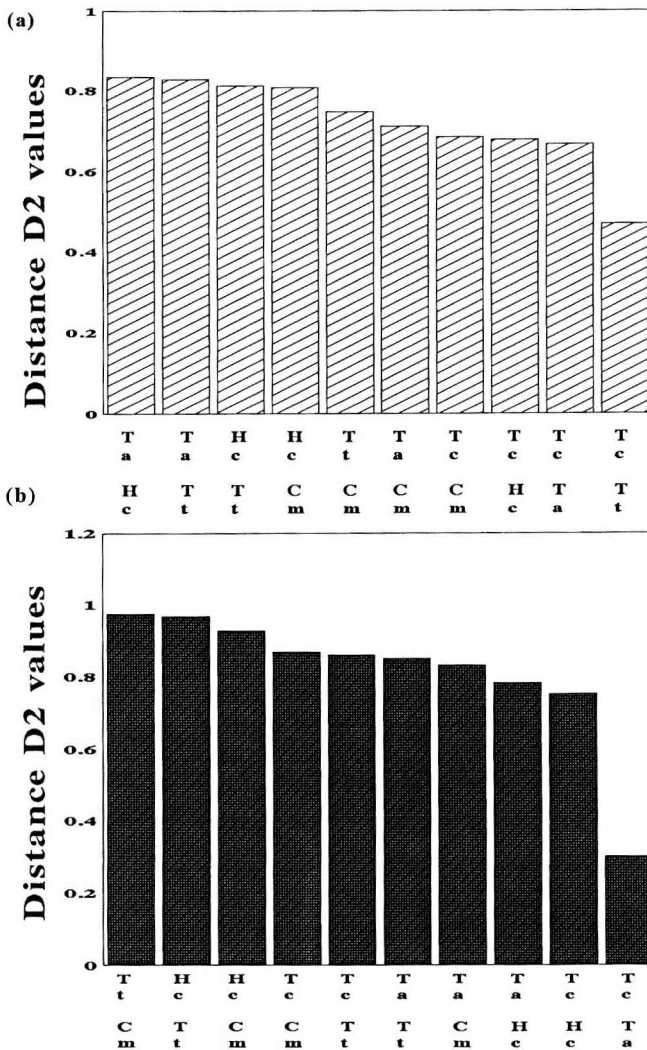 (a)
Distance D2 values
1
0.8
0.6
0.4
0.2
0
T T H H T T T T T T
a a c c t a c c c c
H T T C C C C H T T
c t t m m m m c a t
(b)
Distance D2 values
1.2
1
0.8
0.6
0.4
0.2
0
T H H T T T T T T T
t c c c c a a a c c
C T C C T T C H H T
m t m m t t m c c a